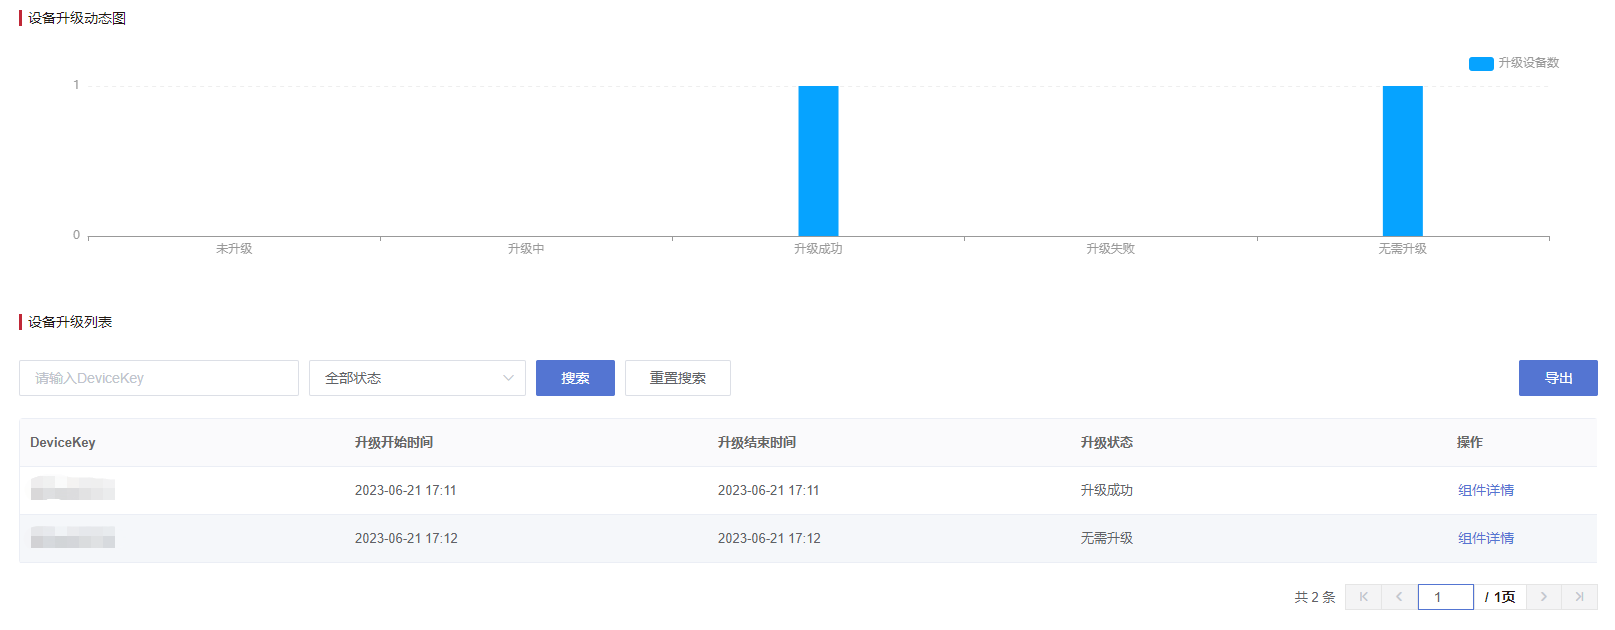 设备升级动态图
升级设备数
1
0
未升级 升级中 升级成功 升级失败 无需升级
设备升级列表
请输入DeviceKey 全部状态 搜索 重置搜索 导出
DeviceKey 升级开始时间 升级结束时间 升级状态 操作
2023-06-21 17:11 2023-06-21 17:11 升级成功 组件详情
2023-06-21 17:12 2023-06-21 17:12 无需升级 组件详情
共 2 条 1 / 1页